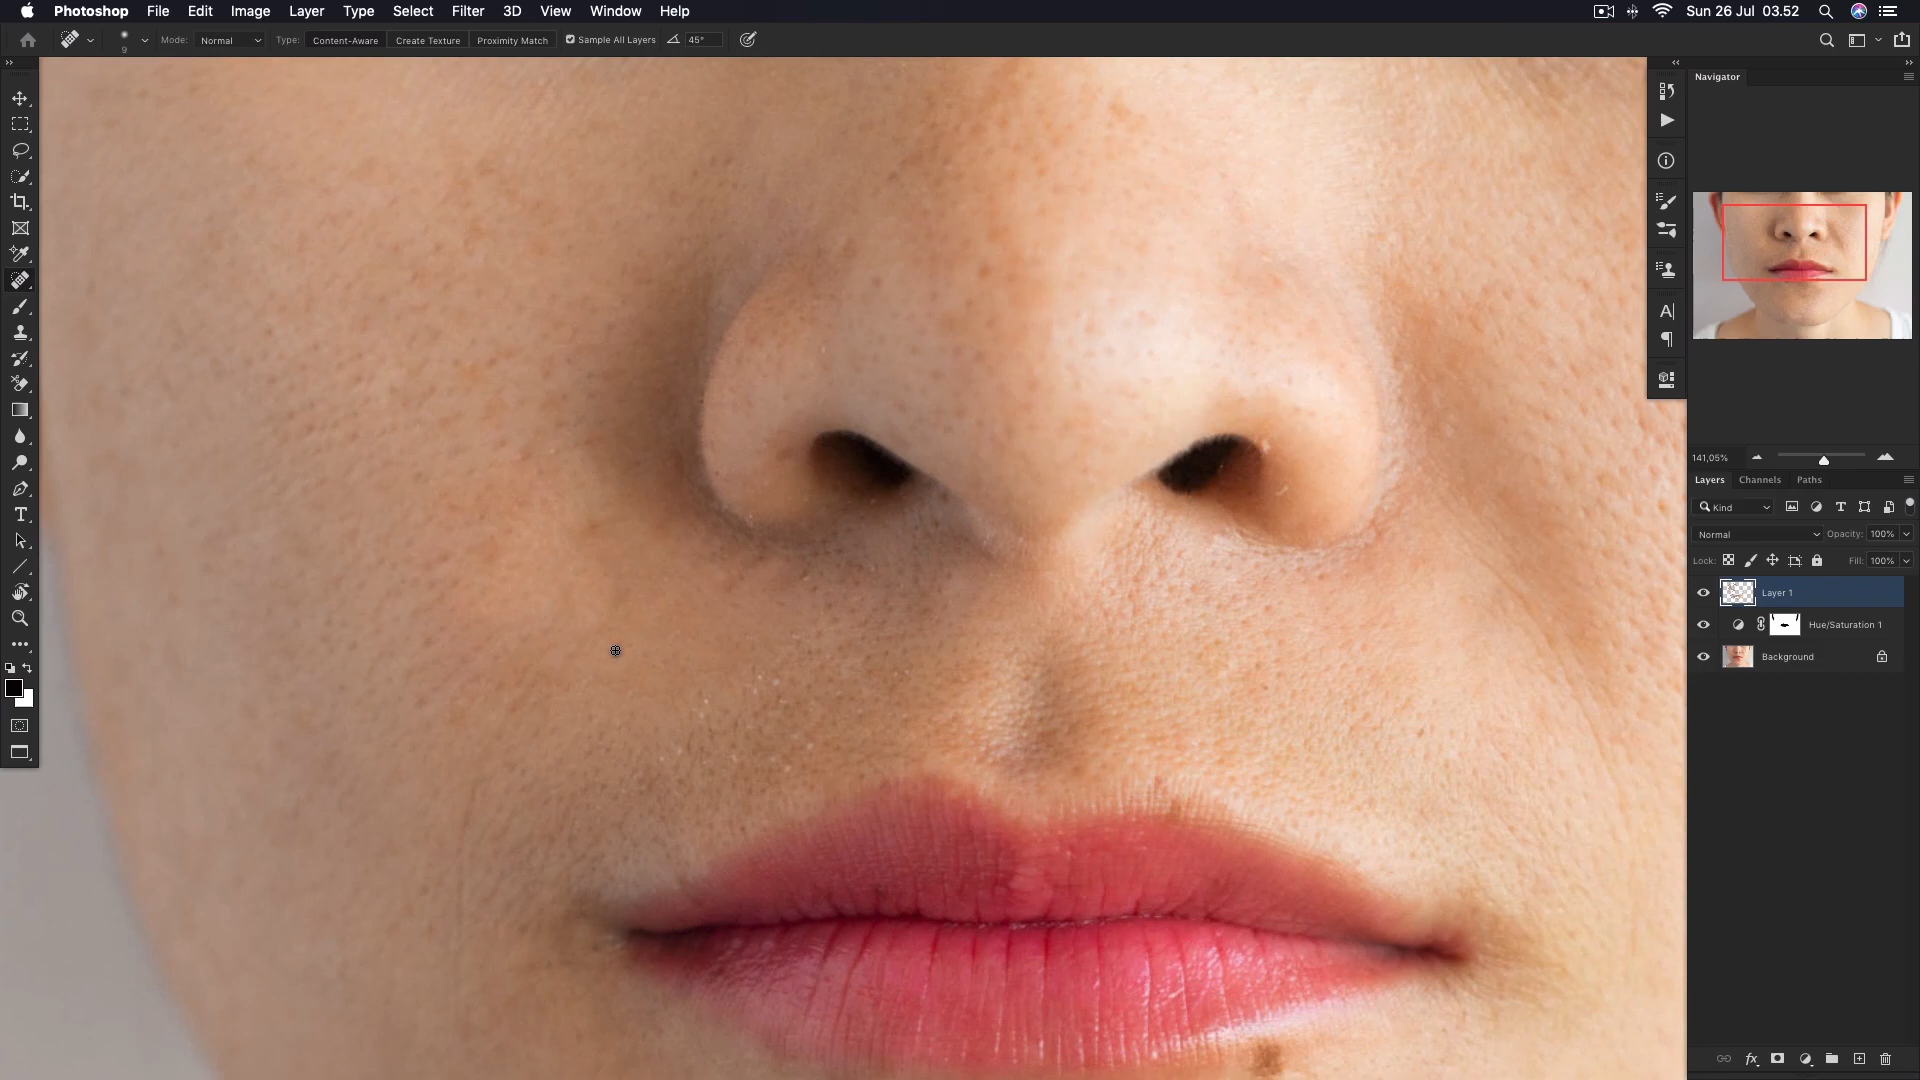 Photoshop File Edit Image Layer Type Select Filter 3D View Window Help Sun 26 Jul 03.52
9 Mode: Normal Type: Content-Aware Create Texture Proximity Match Sample All Layers 45°
Navigator
141,05%
Layers Channels Paths
Kind
Normal Opacity: 100%
Lock: Fill: 100%
Layer 1
Hue/Saturation 1
Background